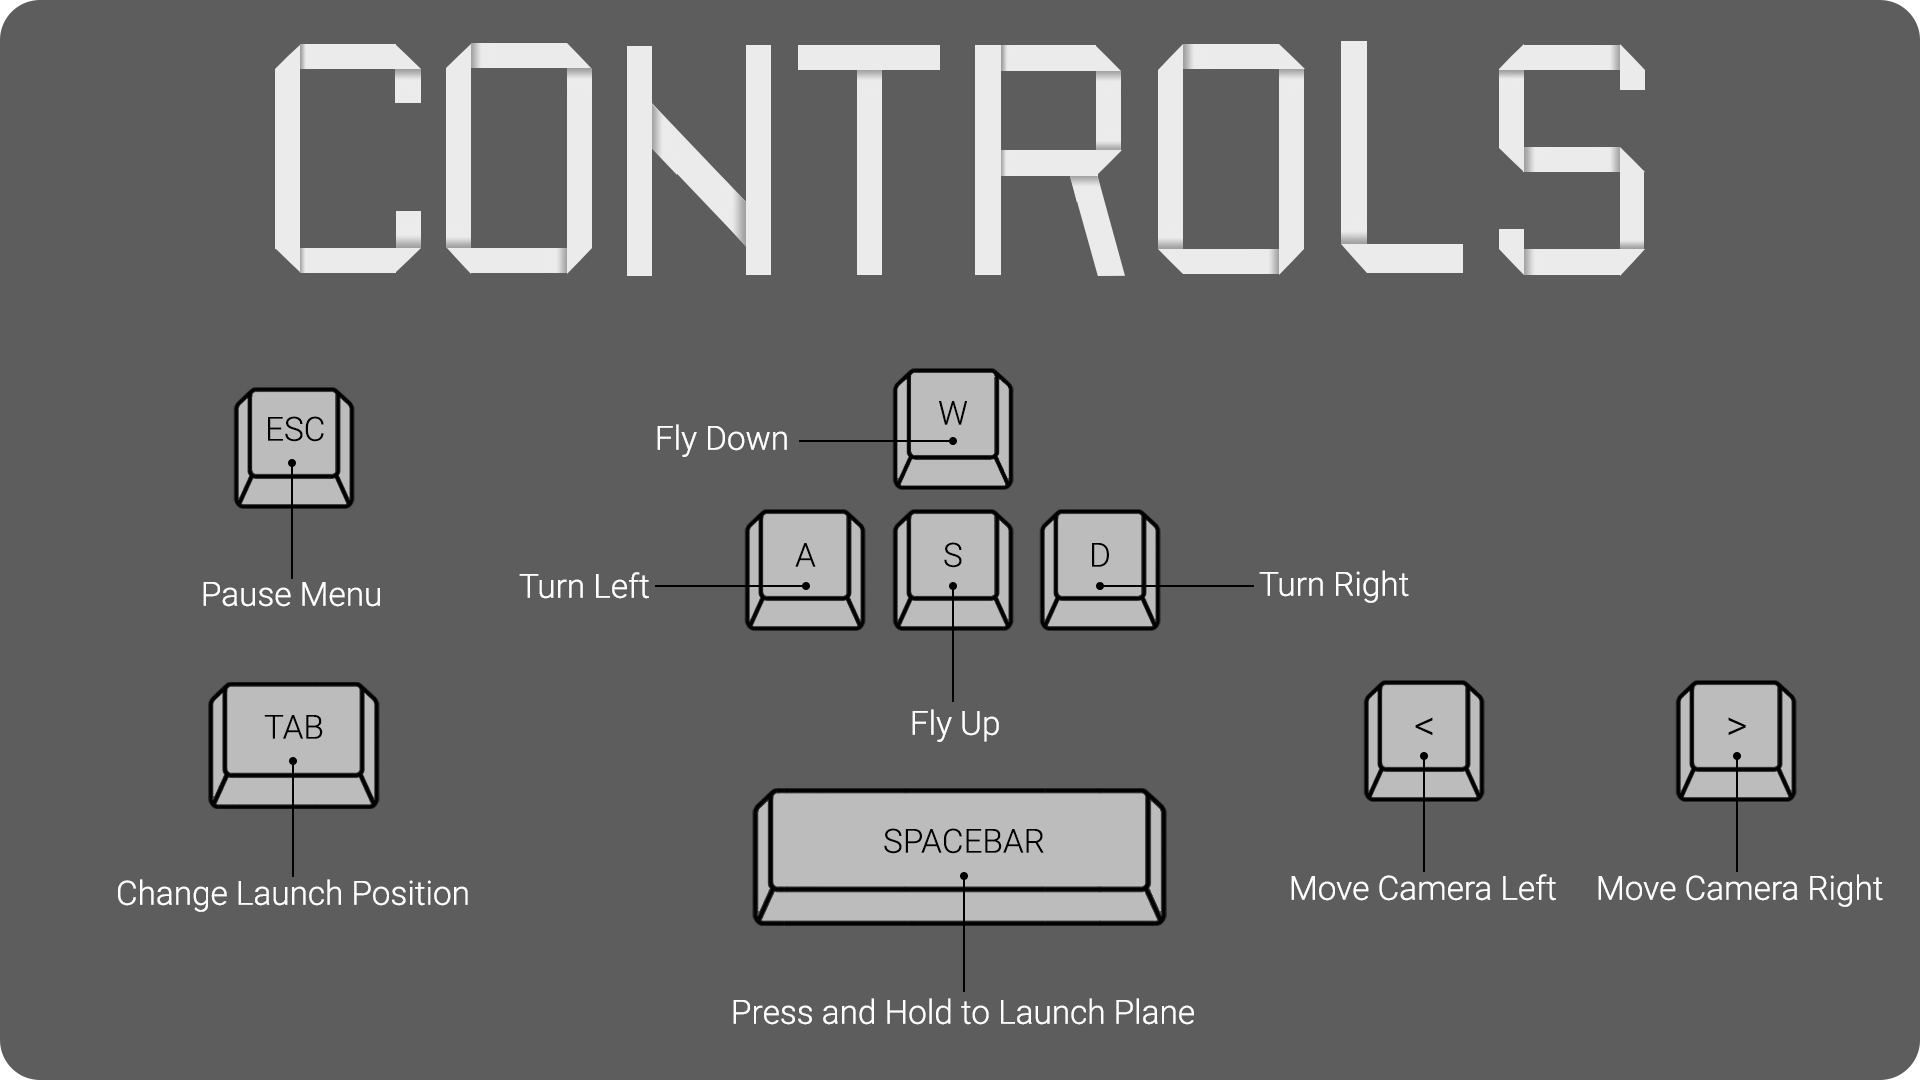 CONTROLS
ESC
Pause Menu
W
Fly Down
A
S
D
Turn Left
Turn Right
Fly Up
TAB
Change Launch Position
SPACEBAR
Press and Hold to Launch Plane
<
>
Move Camera Left
Move Camera Right